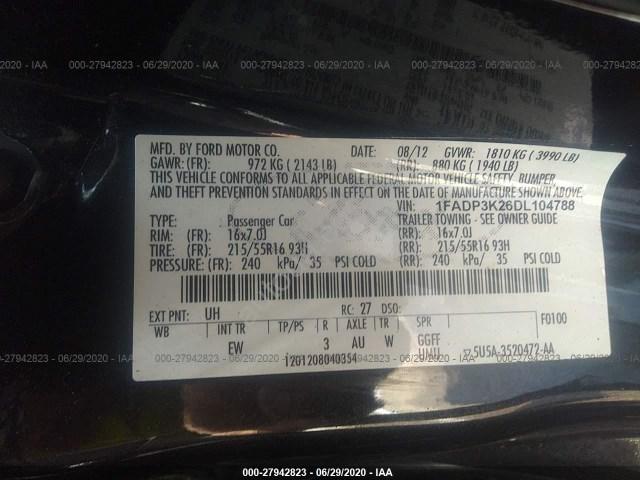 000-27942823 - 06/29/2020 - IAA
MFD. BY FORD MOTOR CO. DATE: 08/12 GVWR: 1810 KG ( 3990 LB)
GAWR: (FR): 972 KG ( 2143 LB) (RR): 880 KG ( 1940 LB)
THIS VEHICLE CONFORMS TO ALL APPLICABLE FEDERAL MOTOR VEHICLE SAFETY, BUMPER,
AND THEFT PREVENTION STANDARDS IN EFFECT ON THE DATE OF MANUFACTURE SHOWN ABOVE.
VIN: 1FADP3K26DL104788
TYPE: Passenger Car TRAILER TOWING - SEE OWNER GUIDE
RIM: (FR): 16x7.0J (RR): 16x7.0J
TIRE: (FR): 215/55R16 93H (RR): 215/55R16 93H
PRESSURE: (FR): 240 kPa/ 35 PSI COLD (RR): 240 kPa/ 35 PSI COLD
EXT PNT: UH RC: 27 DSO: F0100
WB INT TR TP/PS R AXLE TR SPR
EW 3 AU W GGFF
1201208040354 UUAU 5U5A-3520472-AA
000-27942823 - 06/29/2020 - IAA